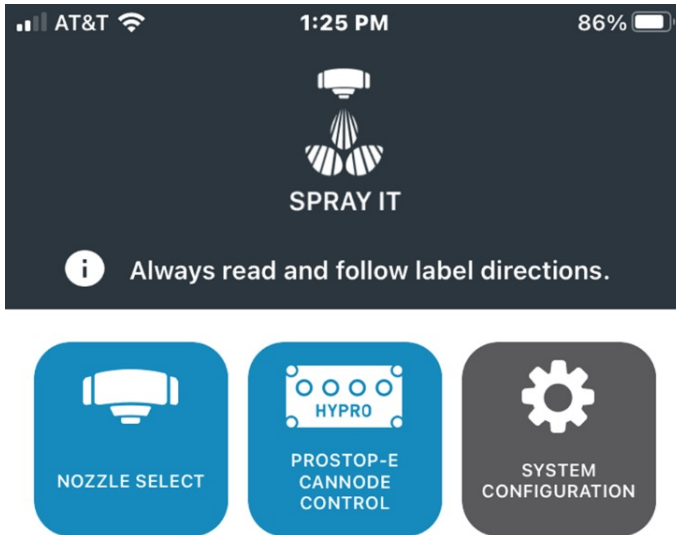 AT&T 1:25 PM 86%
SPRAY IT
i Always read and follow label directions.
NOZZLE SELECT
HYPRO
PROSTOP-E
CANNODE
CONTROL
SYSTEM
CONFIGURATION